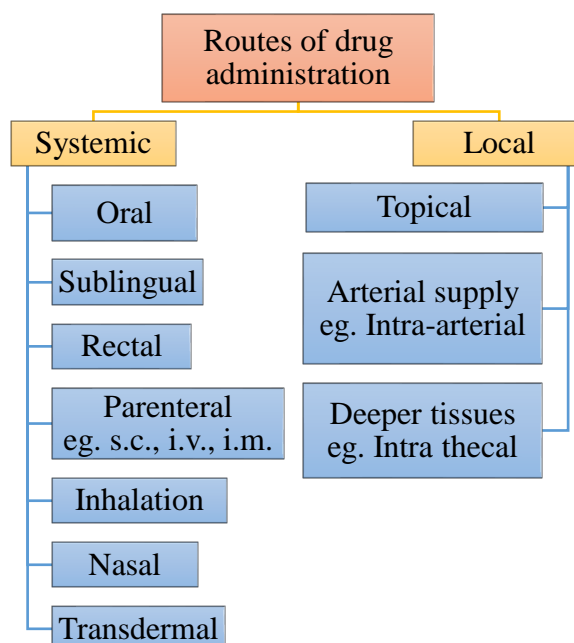 Routes of drug
administration
Systemic
Local
Oral
Sublingual
Rectal
Parenteral
eg. s.c., i.v., i.m.
Inhalation
Nasal
Transdermal
Topical
Arterial supply
eg. Intra-arterial
Deeper tissues
eg. Intra thecal